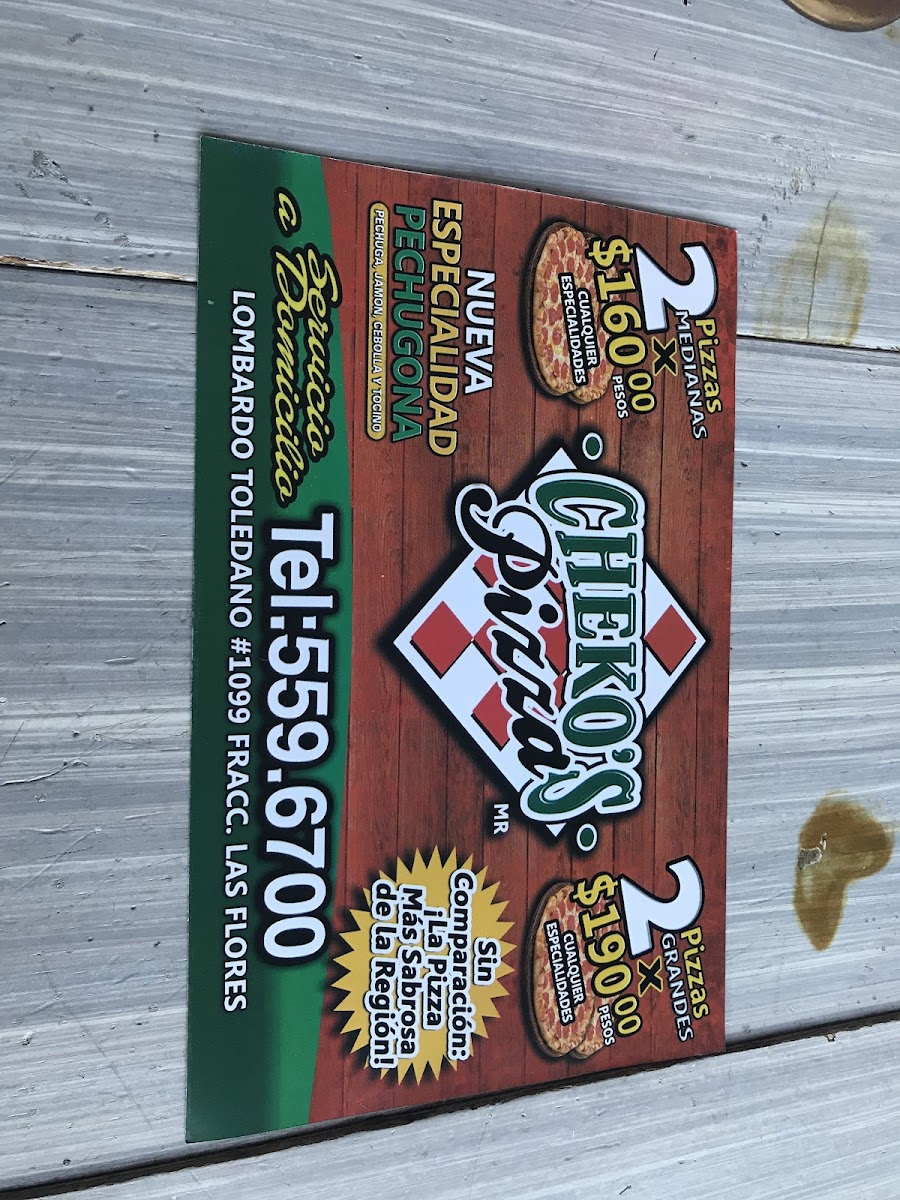 2 Pizzas
MEDIANAS
X
$160.00
PESOS
CUALQUIER
ESPECIALIDADES
NUEVA
ESPECIALIDAD
PECHUGONA
PECHUGA, JAMON, CEBOLLA Y TOCINO
CHEKO'S
Pizza
MR
2 Pizzas
GRANDES
X
$190.00
PESOS
CUALQUIER
ESPECIALIDADES
Sin
Comparación:
¡La Pizza
Más Sabrosa
de la Región!
Servicio
a Domicilio
Tel:559.6700
LOMBARDO TOLEDANO #1099 FRACC. LAS FLORES